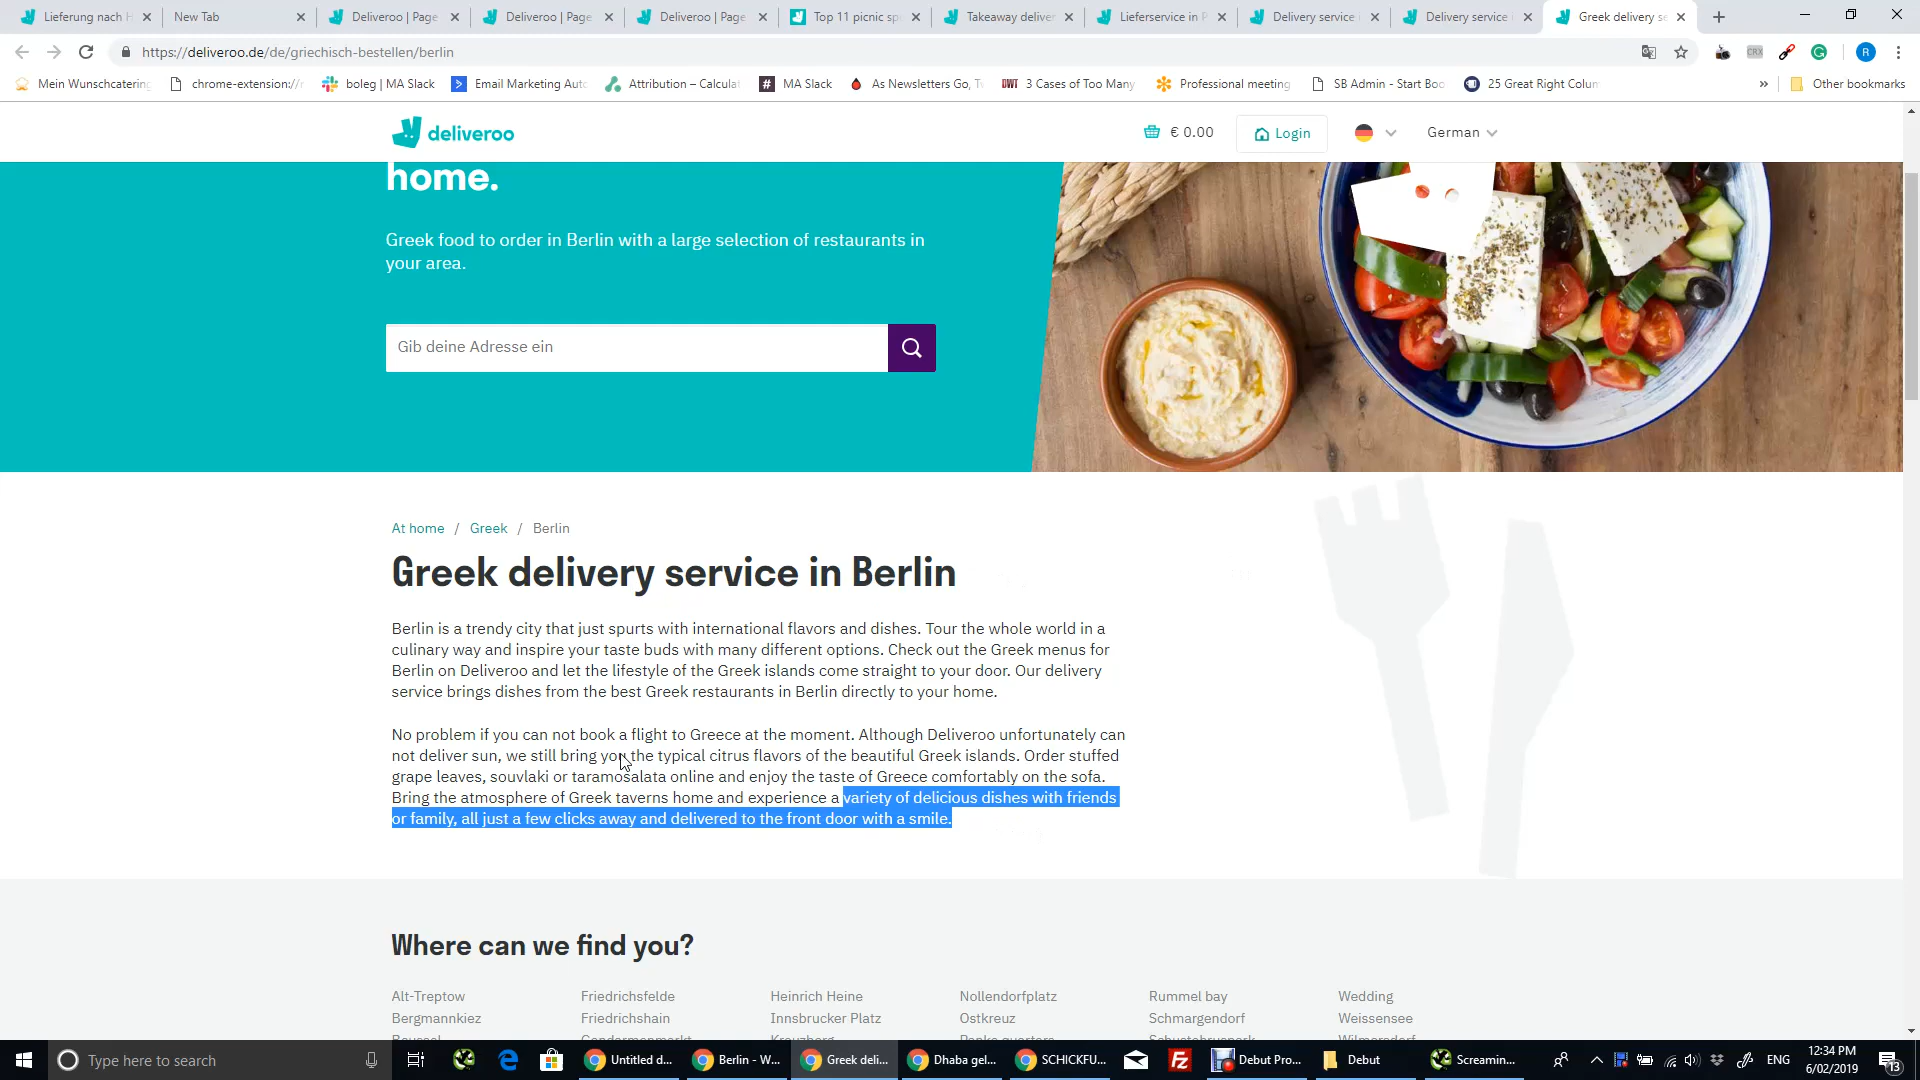 Lieferung nach H
New Tab
Deliveroo | Page
Deliveroo | Page
Deliveroo | Page
Top 11 picnic sp
Takeaway deliver
Lieferservice in P
Delivery service i
Delivery service i
Greek delivery se
https://deliveroo.de/de/griechisch-bestellen/berlin
Mein Wunschcatering
chrome-extension://r
boleg | MA Slack
Email Marketing Auto
Attribution – Calculat
MA Slack
As Newsletters Go, Tw
3 Cases of Too Many
Professional meeting
SB Admin - Start Boo
25 Great Right Colum
Other bookmarks
deliveroo
€ 0.00
Login
German
home.
Greek food to order in Berlin with a large selection of restaurants in
your area.
Gib deine Adresse ein
At home / Greek / Berlin
Greek delivery service in Berlin
Berlin is a trendy city that just spurts with international flavors and dishes. Tour the whole world in a
culinary way and inspire your taste buds with many different options. Check out the Greek menus for
Berlin on Deliveroo and let the lifestyle of the Greek islands come straight to your door. Our delivery
service brings dishes from the best Greek restaurants in Berlin directly to your home.
No problem if you can not book a flight to Greece at the moment. Although Deliveroo unfortunately can
not deliver sun, we still bring you the typical citrus flavors of the beautiful Greek islands. Order stuffed
grape leaves, souvlaki or taramosalata online and enjoy the taste of Greece comfortably on the sofa.
Bring the atmosphere of Greek taverns home and experience a variety of delicious dishes with friends
or family, all just a few clicks away and delivered to the front door with a smile.
Where can we find you?
Alt-Treptow Friedrichsfelde Heinrich Heine Nollendorfplatz Rummel bay Wedding
Bergmannkiez Friedrichshain Innsbrucker Platz Ostkreuz Schmargendorf Weissensee
Type here to search
Untitled d...
Berlin - W...
Greek deli...
Dhaba gel...
SCHICKFU...
Debut Pro...
Debut
Screamin...
ENG
12:34 PM
6/02/2019
13